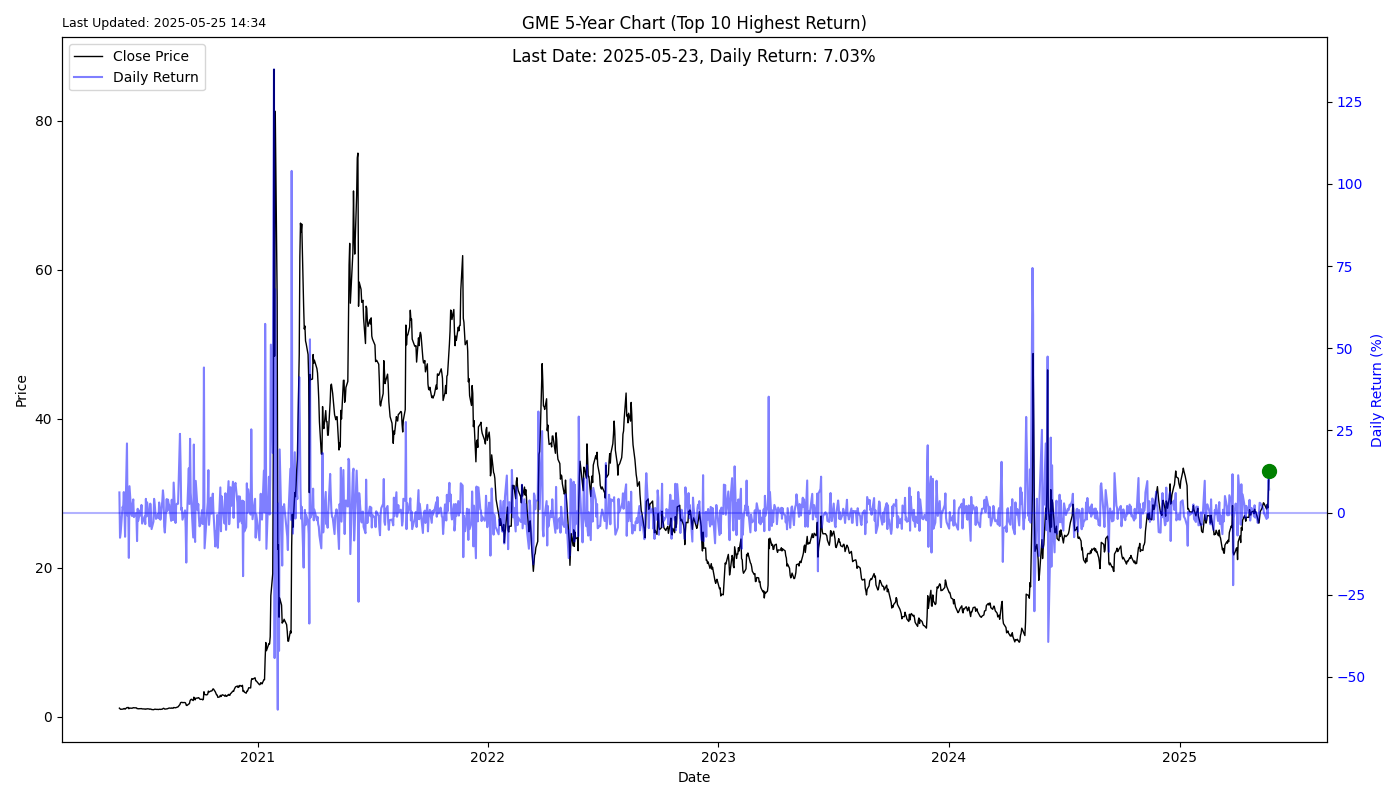 Last Updated: 2025-05-25 14:34
GME 5-Year Chart (Top 10 Highest Return)
Last Date: 2025-05-23, Daily Return: 7.03%
Close Price
Daily Return
Price
80
60
40
20
0
125
100
75
50
25
0
−25
−50
Daily Return (%)
2021
2022
2023
2024
2025
Date